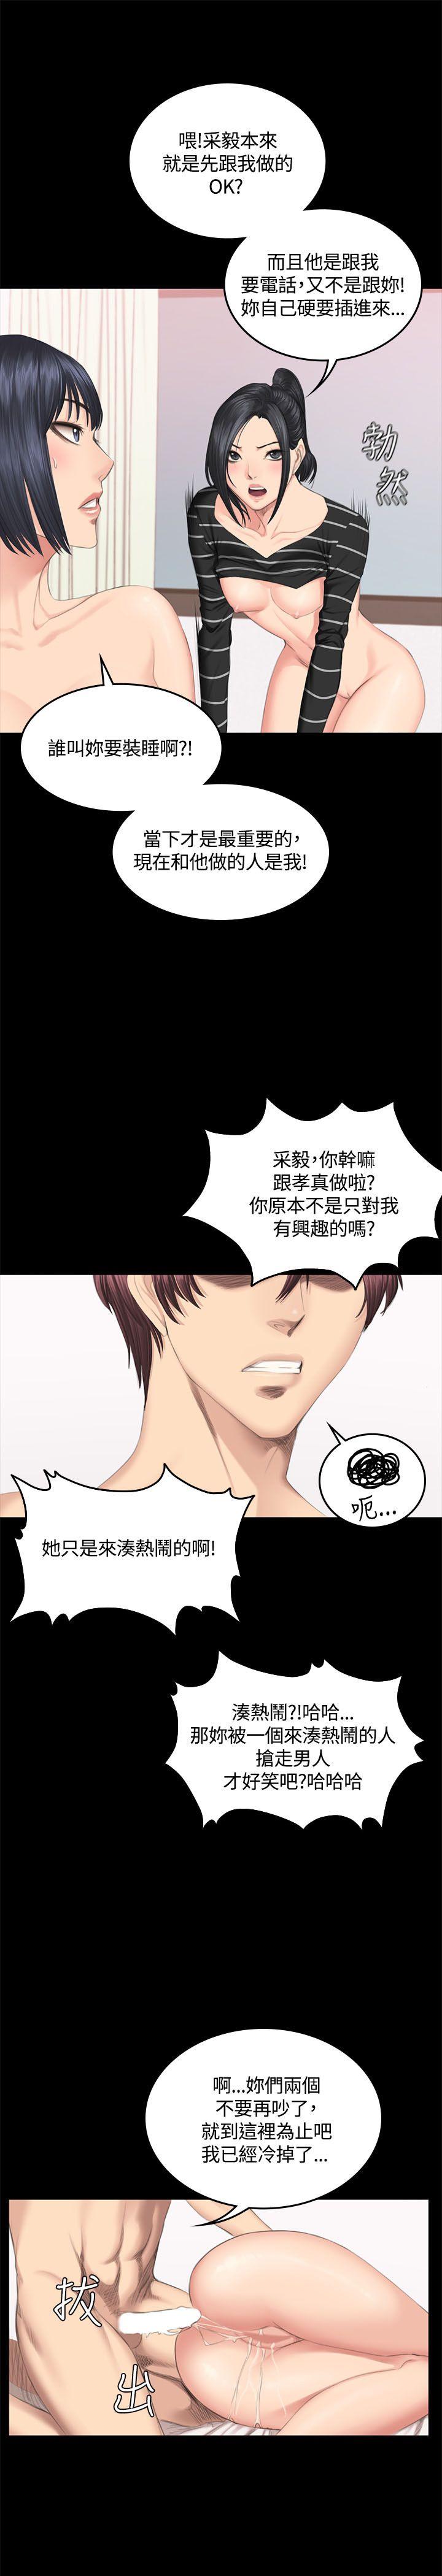 喂!采毅本來
就是先跟我做的
OK?
而且他是跟我
要電話,又不是跟妳!
妳自己硬要插進來...
勃
然
誰叫妳要裝睡啊?!
當下才是最重要的,
現在和他做的人是我!
采毅,你幹嘛
跟孝真做啦?
你原本不是只對我
有興趣的嗎?
呃...
她只是來湊熱鬧的啊!
湊熱鬧?!哈哈...
那妳被一個來湊熱鬧的人
搶走男人
才好笑吧?哈哈哈
啊...妳們兩個
不要再吵了,
就到這裡為止吧
我已經冷掉了...
拔
出